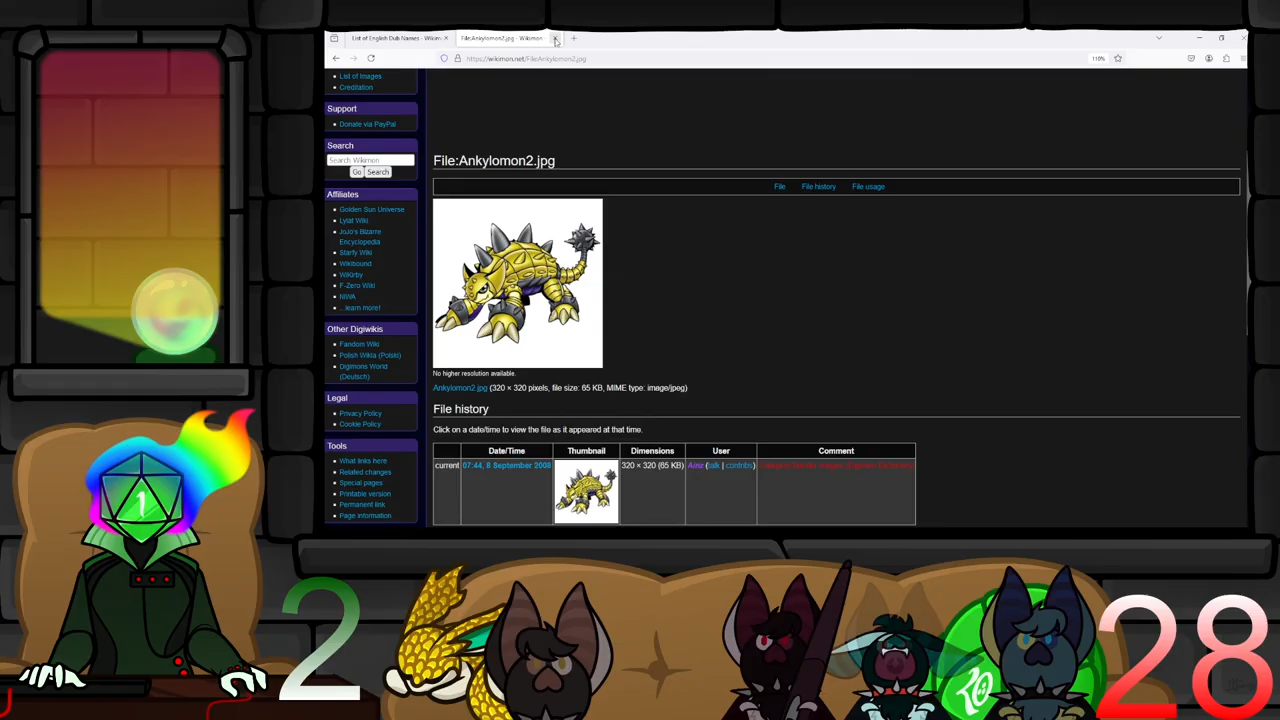 List of English Dub Names - Wikim
File:Ankylomon2.jpg - Wikimon
https://wikimon.net/File:Ankylomon2.jpg
110%
List of Images
Creditation
Support
Donate via PayPal
Search
Search Wikimon
Go Search
Affiliates
Golden Sun Universe
Lylat Wiki
JoJo's Bizarre
Encyclopedia
Starfy Wiki
Wikibound
WiKirby
F-Zero Wiki
NIWA
...learn more!
Other Digiwikis
Fandom Wiki
Polish Wikia (Polski)
Digimons World
(Deutsch)
Legal
Privacy Policy
Cookie Policy
Tools
What links here
Related changes
Special pages
Printable version
Permanent link
Page information
File:Ankylomon2.jpg
File File history File usage
No higher resolution available.
Ankylomon2.jpg (320 × 320 pixels, file size: 65 KB, MIME type: image/jpeg)
File history
Click on a date/time to view the file as it appeared at that time.
Date/Time Thumbnail Dimensions User Comment
current 07:44, 8 September 2008 320 × 320 (65 KB) Ainz (talk | contribs)
1
2
28